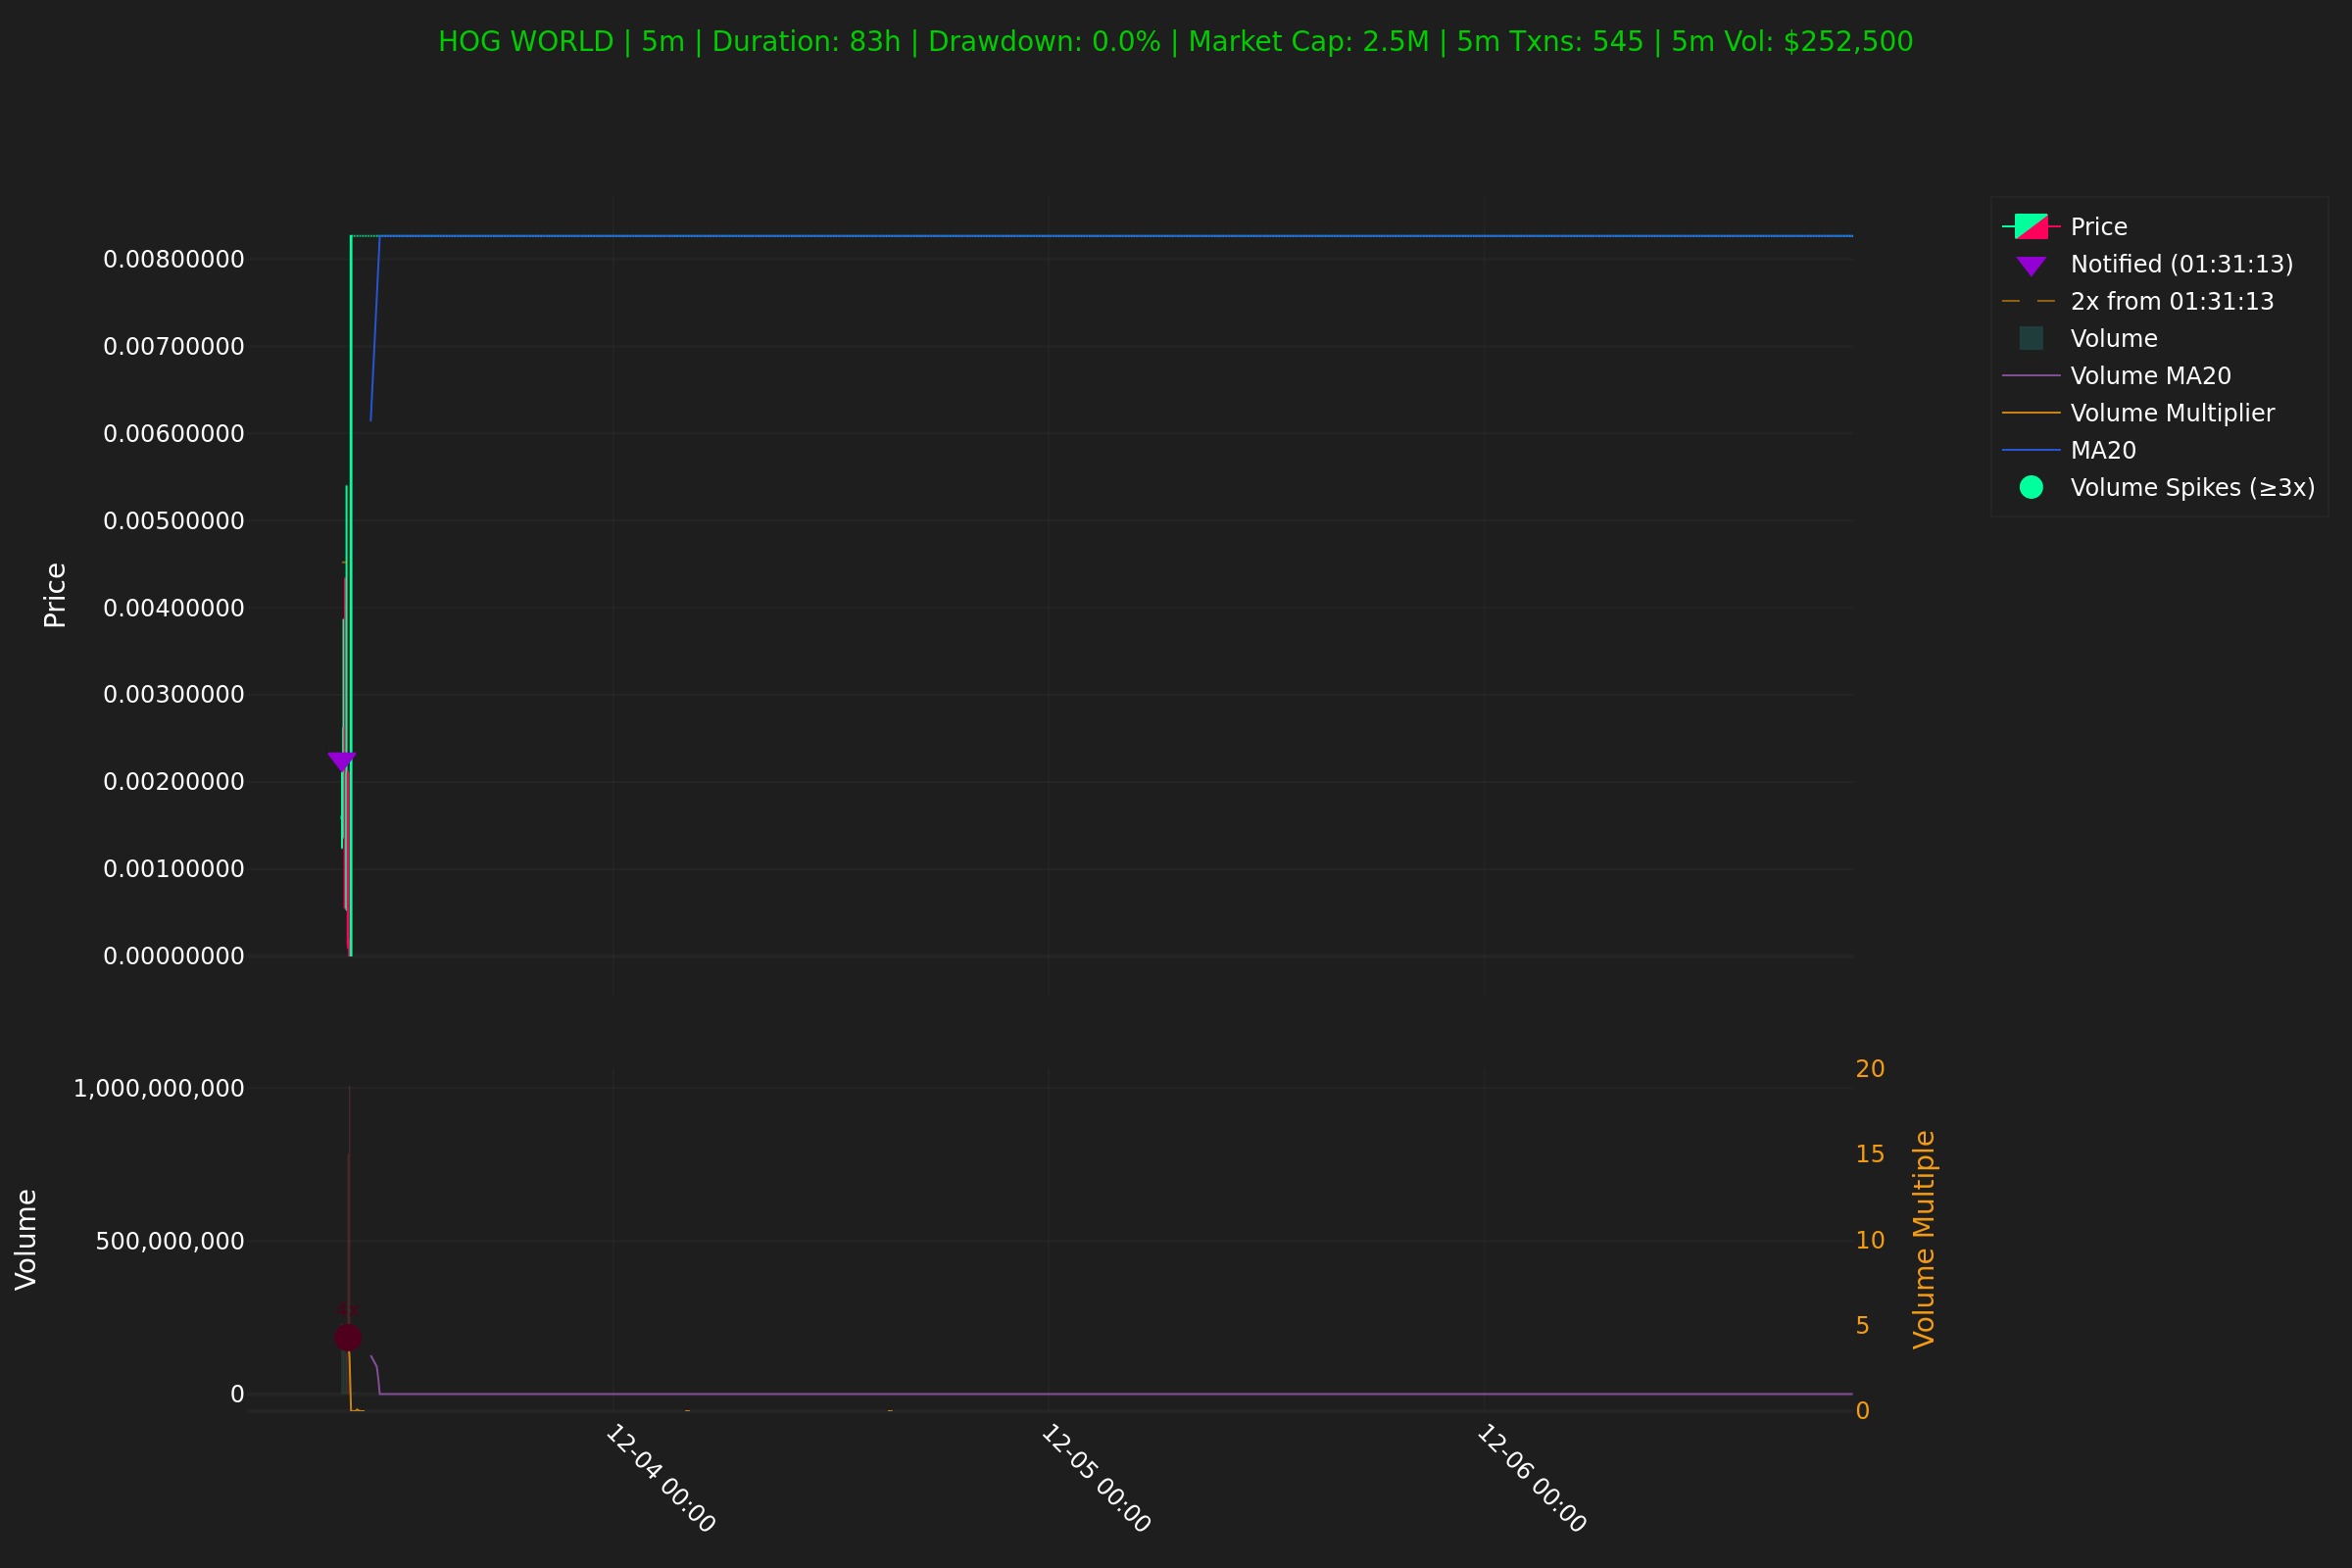 HOG WORLD | 5m | Duration: 83h | Drawdown: 0.0% | Market Cap: 2.5M | 5m Txns: 545 | 5m Vol: $252,500
Price
0.00800000
0.00700000
0.00600000
0.00500000
0.00400000
0.00300000
0.00200000
0.00100000
0.00000000
Price
Notified (01:31:13)
2x from 01:31:13
Volume
Volume MA20
Volume Multiplier
MA20
Volume Spikes (≥3x)
Volume
1,000,000,000
500,000,000
0
20
15
10
5
0
Volume Multiple
12-04 00:00
12-05 00:00
12-06 00:00